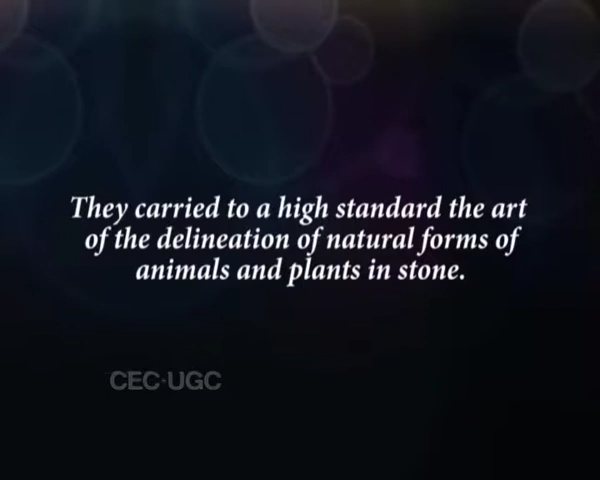 They carried to a high standard the art
of the delineation of natural forms of
animals and plants in stone.
CEC-UGC